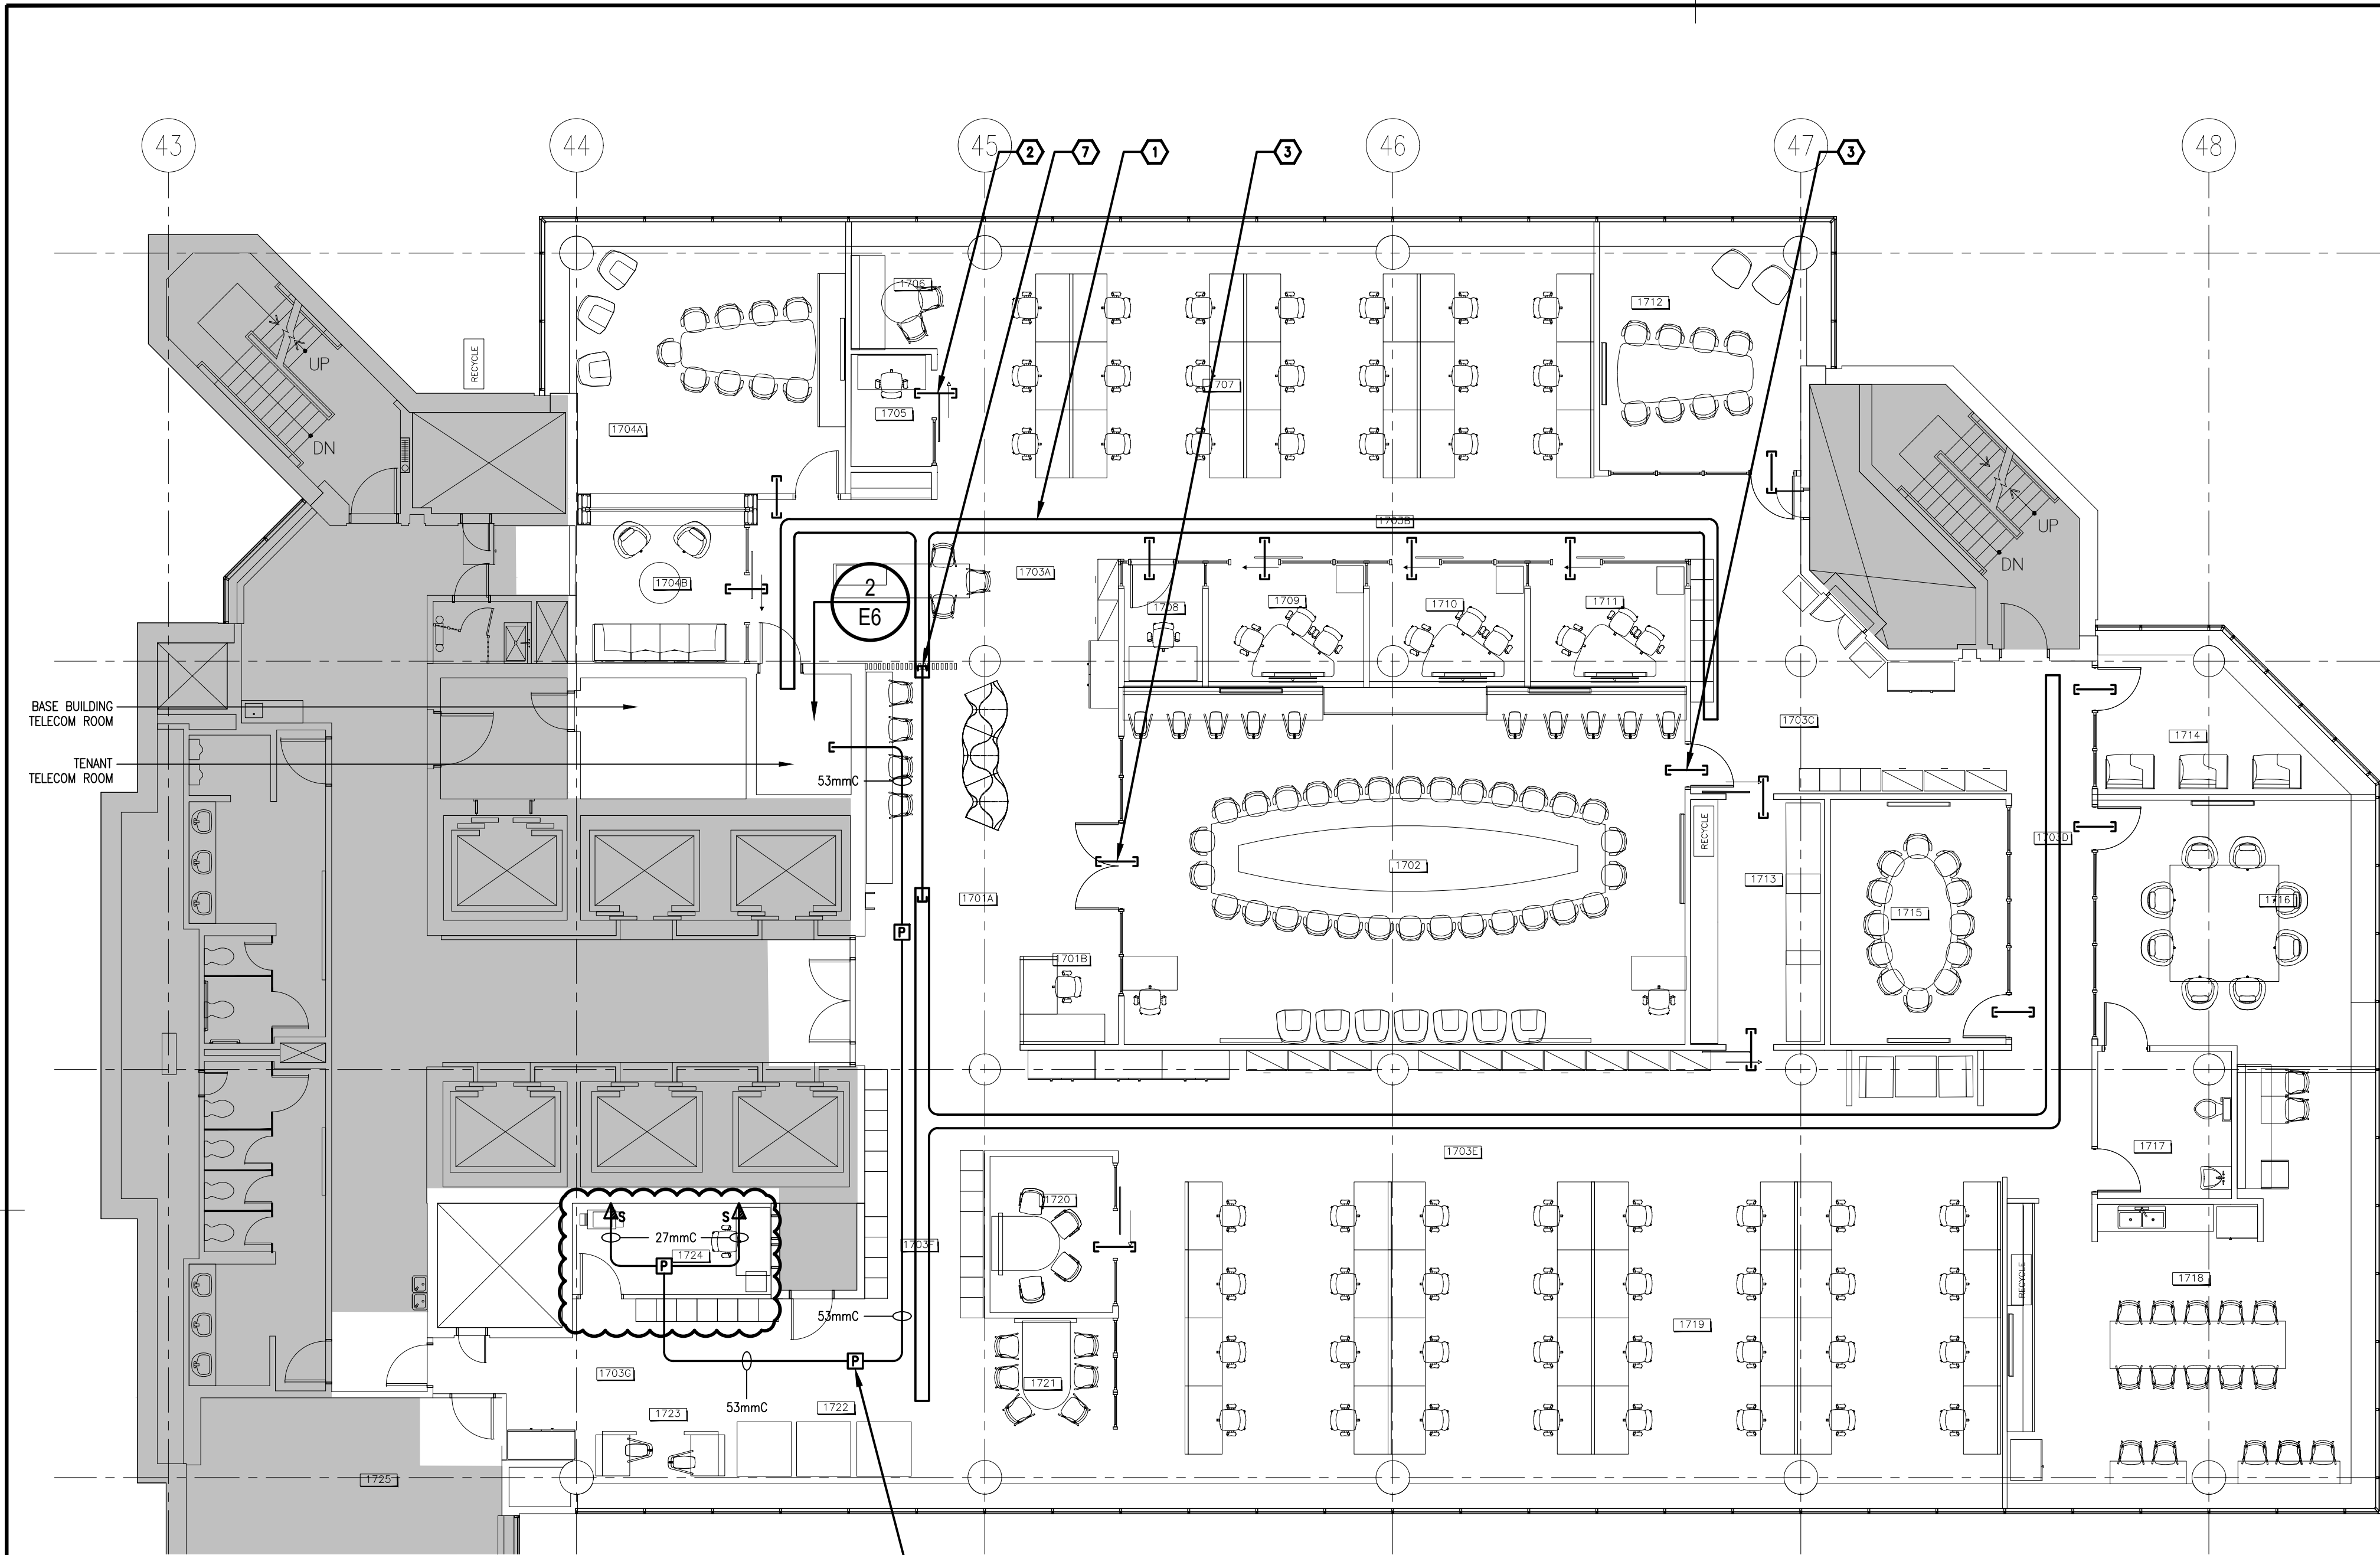 43
44
45
46
47
48
2
7
1
3
3
UP
DN
RECYCLE
1706
1705
1704A
1707
1712
UP
DN
1703B
1704B
2
E6
1703A
1708
1709
1710
1711
BASE BUILDING
TELECOM ROOM
TENANT
TELECOM ROOM
53mmC
1703C
1714
RECYCLE
1702
1713
1715
1703D
1716
1701A
P
1701B
1703E
1717
S
S
27mmC
1724
P
1703F
1720
53mmC
1703G
P
53mmC
1723
1722
1721
1719
RECYCLE
1718
1725